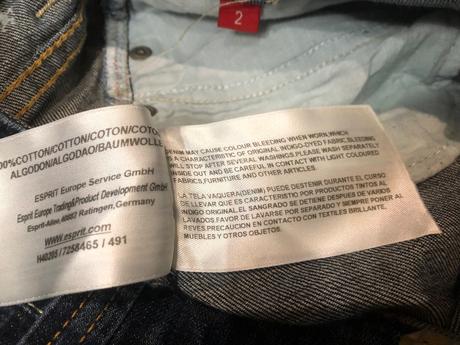 2
100%COTTON/COTTON/COTON/COTO
ALGODON/ALGODAO/BAUMWOLLE
ESPRIT Europe Service GmbH
Esprit Europe Trading& Product Development GmbH
Esprit-Allee, 40882 Ratingen, Germany
www.esprit.com
H40205 / 7258465 / 491
DENIM MAY CAUSE COLOUR BLEEDING WHEN WORN,WHICH
IS A CHARACTERISTIC OF ORIGINAL INDIGO-DYED FABRIC.BLEEDING
WILL STOP AFTER SEVERAL WASHINGS PLEASE WASH SEPARATELY
INSIDE OUT AND BE CAREFUL IN CONTACT WITH LIGHT COLOURED
FABRICS,FURNITURE AND OTHER ARTICLES.
LA TELA VAQUERA(DENIM) PUEDE DESTENIR DURANTE EL CURSO
DE LLEVAR QUE ES CARACTERISTICO POR PRODUCTOS TINTOS AL
INDIGO ORIGINAL.EL SANGRADO SE DETIENE DESPUES DE VARIOS
LAVADOS.FAVOR DE LAVARSE POR SEPARADO Y SIEMPRE PONER AL
REVES.PRECAUCION EN CONTACTO CON TEXTILES BRILLANTE,
MUEBLES Y OTROS OBJETOS.